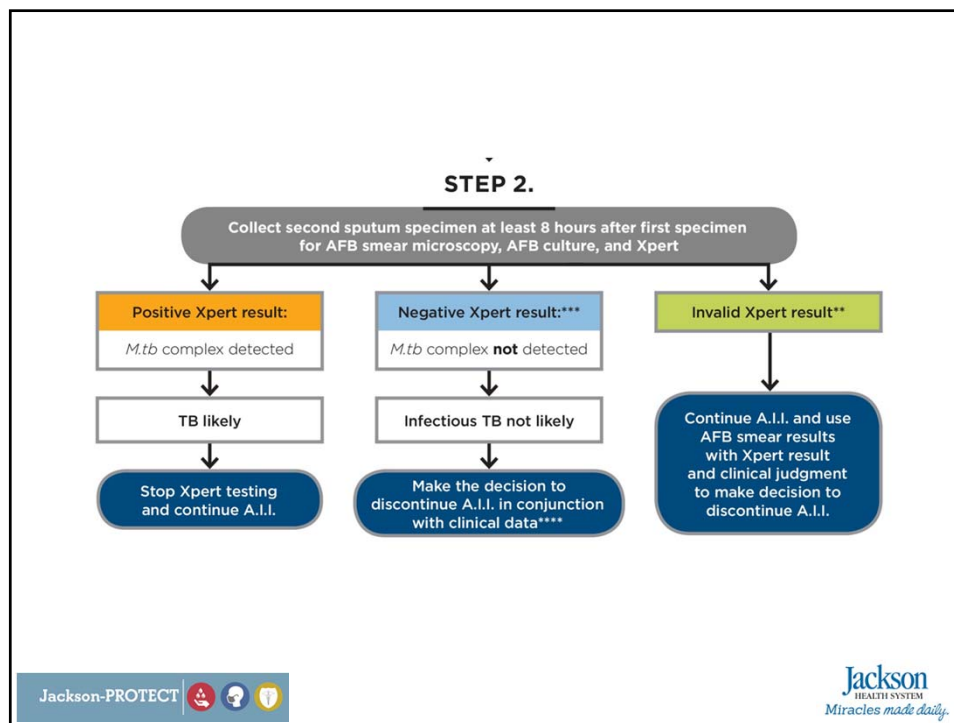 STEP 2.
Collect second sputum specimen at least 8 hours after first specimen
for AFB smear microscopy, AFB culture, and Xpert
Positive Xpert result:
M.tb complex detected
TB likely
Stop Xpert testing
and continue A.I.I.
Negative Xpert result:***
M.tb complex not detected
Infectious TB not likely
Make the decision to
discontinue A.I.I. in conjunction
with clinical data****
Invalid Xpert result**
Continue A.I.I. and use
AFB smear results
with Xpert result
and clinical judgment
to make decision to
discontinue A.I.I.
Jackson-PROTECT
Jackson
HEALTH SYSTEM
Miracles made daily.